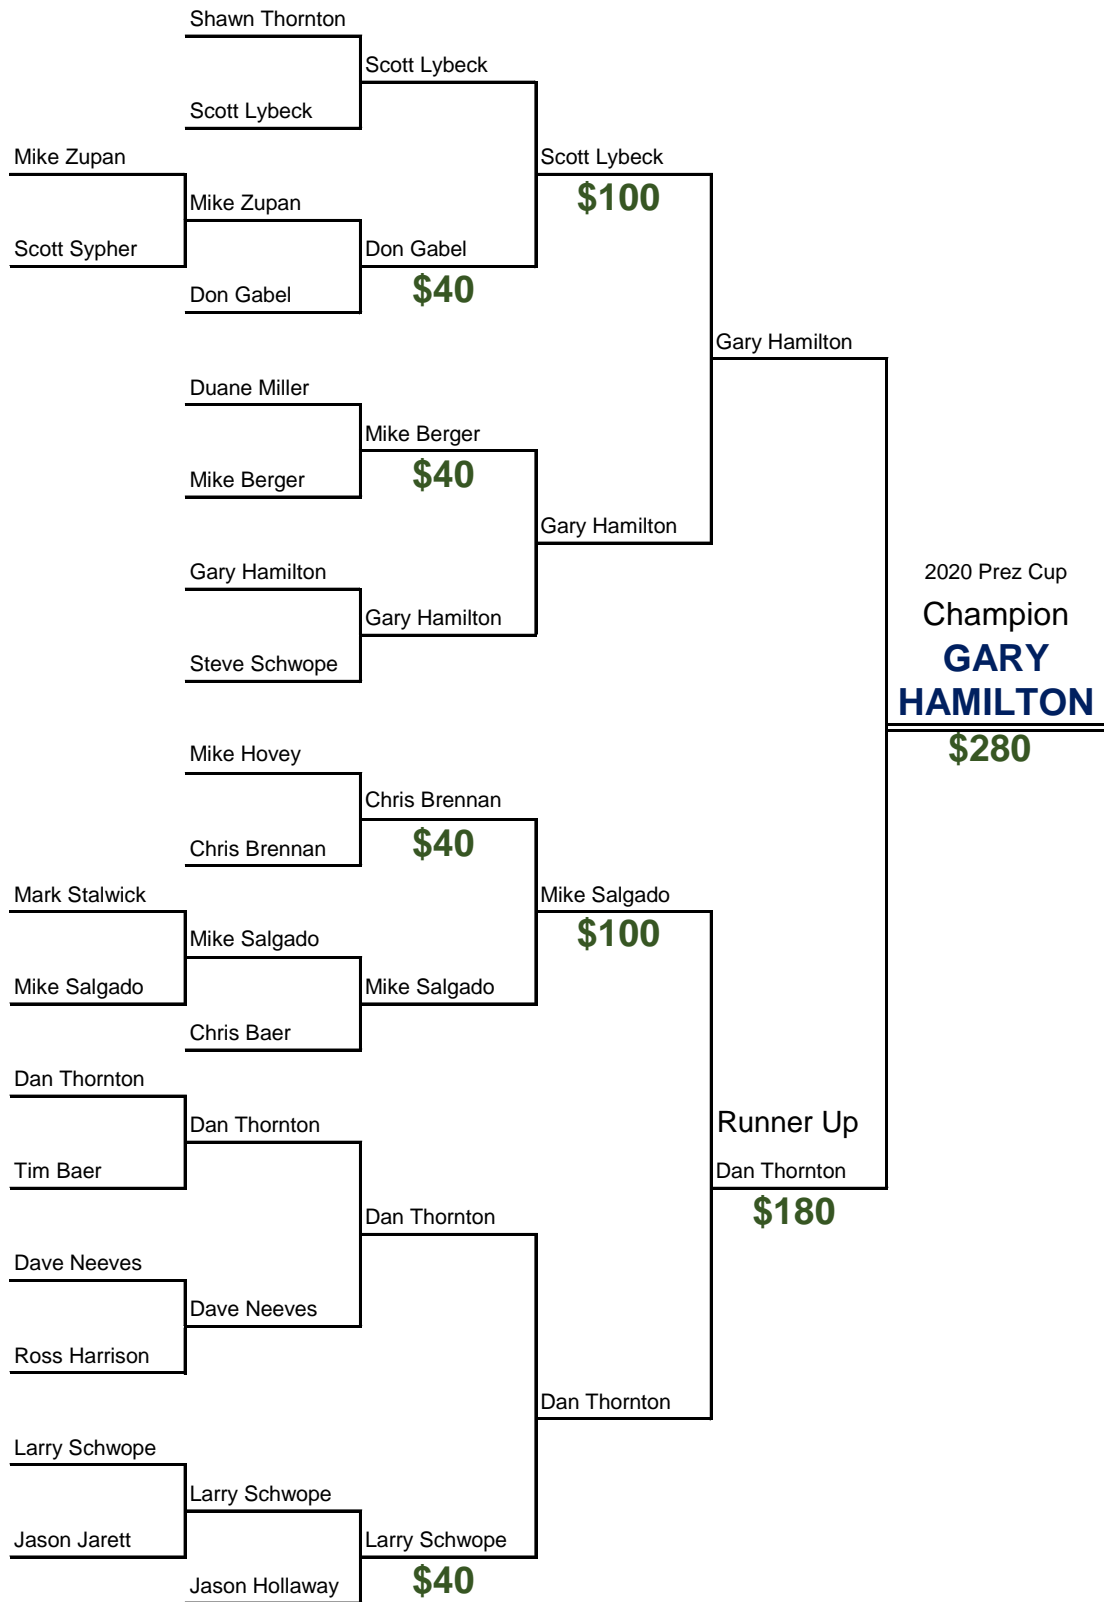 Shawn Thornton
Scott Lybeck
Scott Lybeck
Mike Zupan
Scott Lybeck
$100
Mike Zupan
Scott Sypher
Don Gabel
$40
Don Gabel
Gary Hamilton
Duane Miller
Mike Berger
$40
Mike Berger
Gary Hamilton
Gary Hamilton
2020 Prez Cup
Champion
GARY
HAMILTON
$280
Gary Hamilton
Steve Schwope
Mike Hovey
Chris Brennan
$40
Chris Brennan
Mark Stalwick
Mike Salgado
$100
Mike Salgado
Mike Salgado
Mike Salgado
Chris Baer
Dan Thornton
Dan Thornton
Runner Up
Tim Baer
Dan Thornton
$180
Dan Thornton
Dave Neeves
Dave Neeves
Ross Harrison
Dan Thornton
Larry Schwope
Larry Schwope
Jason Jarett
Larry Schwope
$40
Jason Hollaway